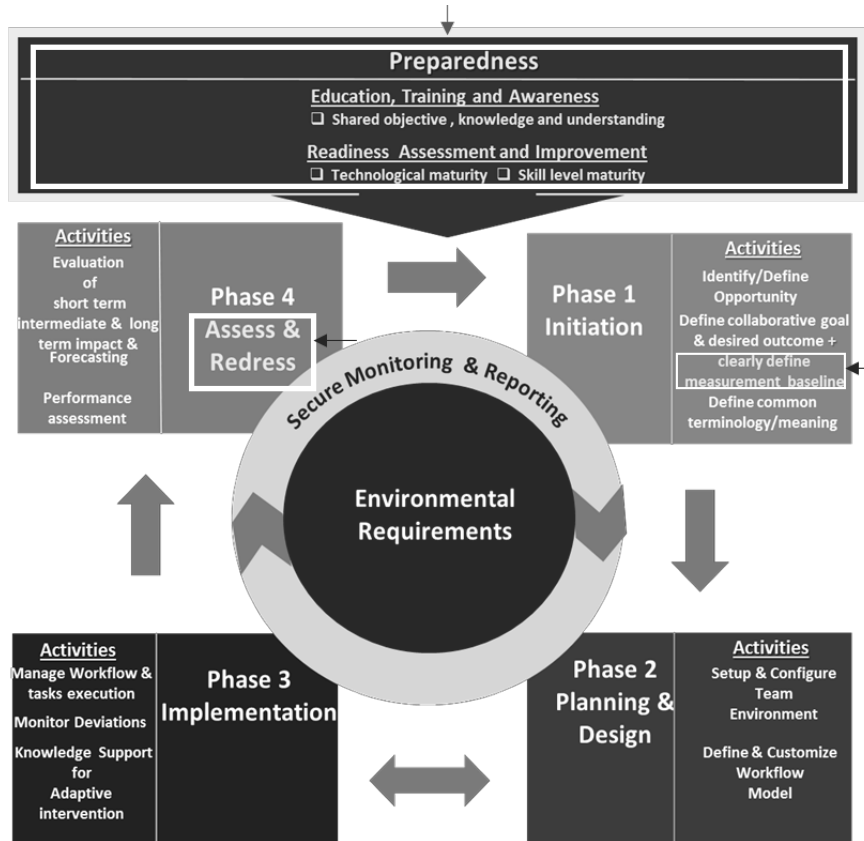 Preparedness
Education, Training and Awareness
❑ Shared objective , knowledge and understanding
Readiness Assessment and Improvement
❑ Technological maturity ❑ Skill level maturity
Activities
Evaluation
of
short term
intermediate & long
term impact &
Forecasting
Performance
assessment
Phase 4
Assess &
Redress
Phase 1
Initiation
Activities
Identify/Define
Opportunity
Define collaborative goal
& desired outcome +
clearly define
measurement baseline
Define common
terminology/meaning
Secure Monitoring & Reporting
Environmental
Requirements
Activities
Manage Workflow &
tasks execution
Monitor Deviations
Knowledge Support
for
Adaptive
intervention
Phase 3
Implementation
Phase 2
Planning &
Design
Activities
Setup & Configure
Team
Environment
Define & Customize
Workflow
Model